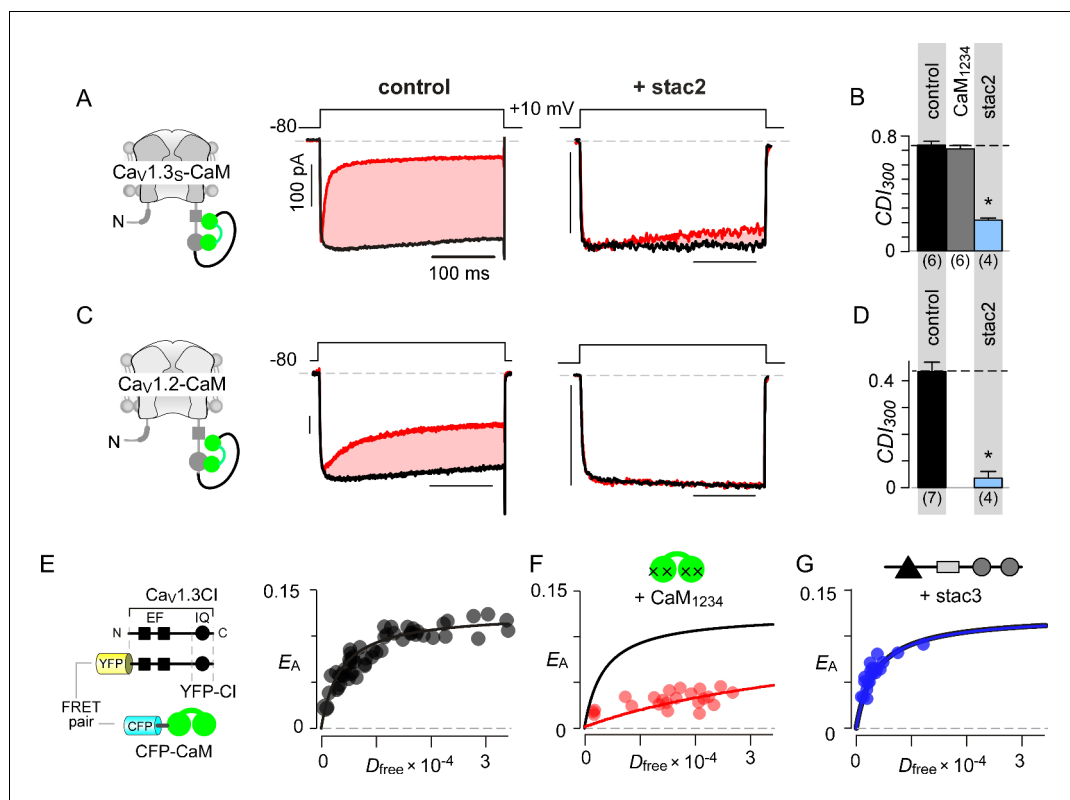 A
control
+ stac2
B
control
CaM1234
stac2
-80
+10 mV
CaV1.3S-CaM
N
100 pA
100 ms
CDI300
0.8
0
*
(6) (6) (4)
C
D
control
stac2
-80
CaV1.2-CaM
N
CDI300
0.4
0
*
(7) (4)
E
CaV1.3CI
EF IQ
N C
YFP
YFP-CI
FRET
pair
CFP
CFP-CaM
0.15
EA
0
0 3
Dfree × 10-4
F
+ CaM1234
0.15
EA
0
0 3
Dfree × 10-4
G
+ stac3
0.15
EA
0
0 3
Dfree × 10-4